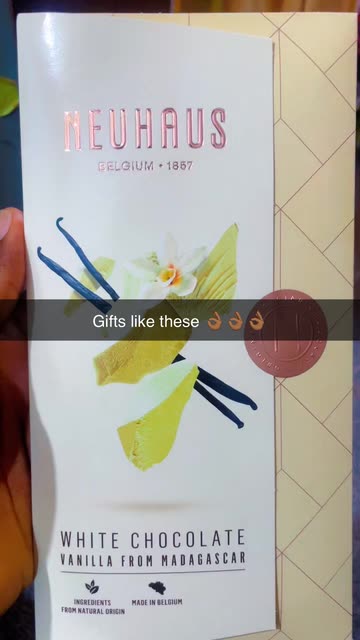 NEUHAUS
BELGIUM • 1857
Gifts like these 👌🏾👌🏾👌🏾
WHITE CHOCOLATE
VANILLA FROM MADAGASCAR
INGREDIENTS
FROM NATURAL ORIGIN
MADE IN BELGIUM